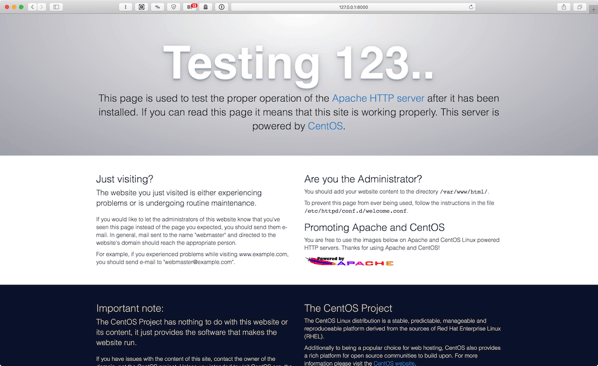 127.0.0.1:8000
Testing 123..
This page is used to test the proper operation of the Apache HTTP server after it has been
installed. If you can read this page it means that this site is working properly. This server is
powered by CentOS.
Just visiting?
The website you just visited is either experiencing
problems or is undergoing routine maintenance.
If you would like to let the administrators of this website know that you've
seen this page instead of the page you expected, you should send them e-
mail. In general, mail sent to the name "webmaster" and directed to the
website's domain should reach the appropriate person.
For example, if you experienced problems while visiting www.example.com,
you should send e-mail to "webmaster@example.com".
Are you the Administrator?
You should add your website content to the directory /var/www/html/.
To prevent this page from ever being used, follow the instructions in the file
/etc/httpd/conf.d/welcome.conf.
Promoting Apache and CentOS
You are free to use the images below on Apache and CentOS Linux powered
HTTP servers. Thanks for using Apache and CentOS!
Powered by
APACHE
Important note:
The CentOS Project has nothing to do with this website or
its content, it just provides the software that makes the
website run.
If you have issues with the content of this site, contact the owner of the
The CentOS Project
The CentOS Linux distribution is a stable, predictable, manageable and
reproduceable platform derived from the sources of Red Hat Enterprise Linux
(RHEL).
Additionally to being a popular choice for web hosting, CentOS also provides
a rich platform for open source communities to build upon. For more
information please visit the CentOS website.